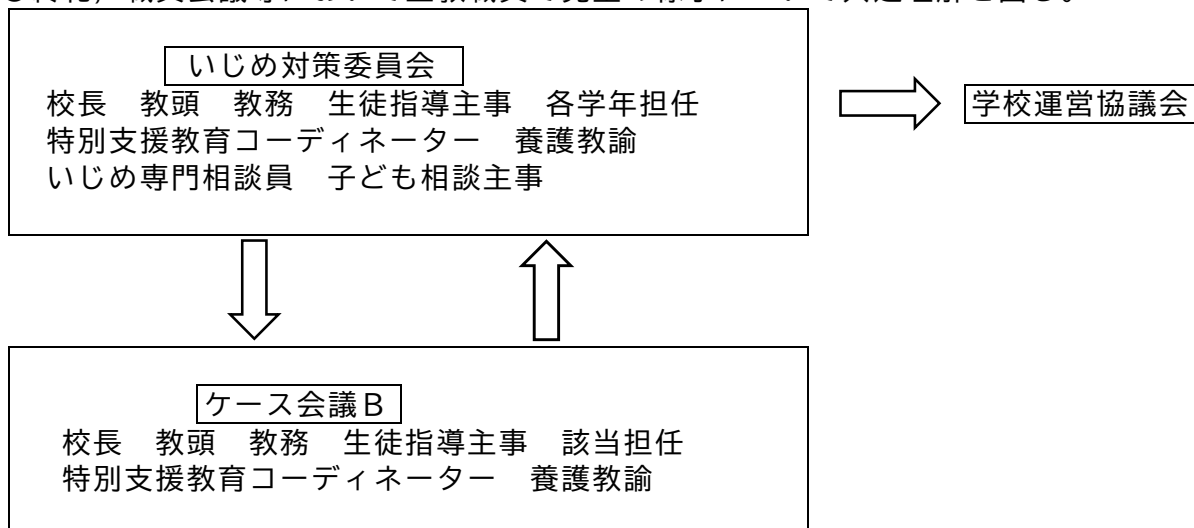 いじめ対策委員会
校長　教頭　教務　生徒指導主事　各学年担任
特別支援教育コーディネーター　養護教諭
いじめ専門相談員　子ども相談主事
学校運営協議会
ケース会議Ｂ
校長　教頭　教務　生徒指導主事　該当担任
特別支援教育コーディネーター　養護教諭